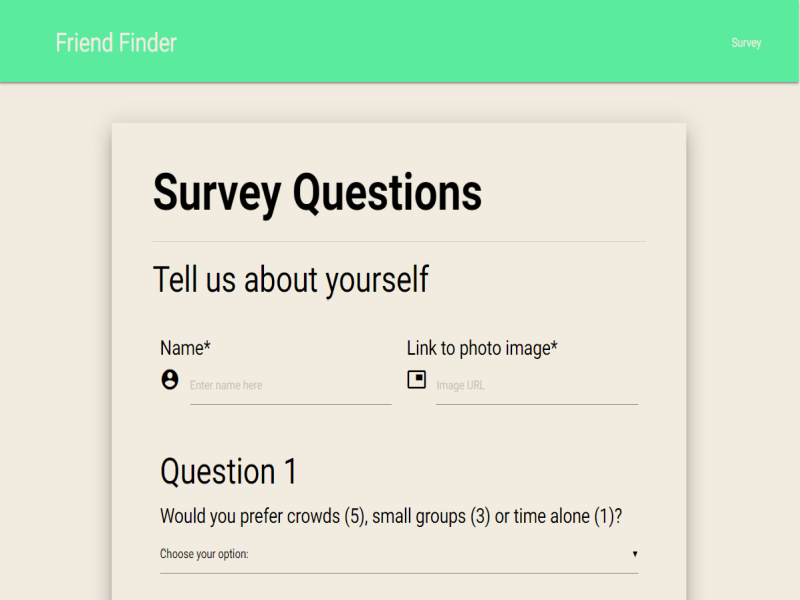 Friend Finder
Survey
Survey Questions
Tell us about yourself
Name*
Link to photo image*
Enter name here
Image URL
Question 1
Would you prefer crowds (5), small groups (3) or time alone (1)?
Choose your option: